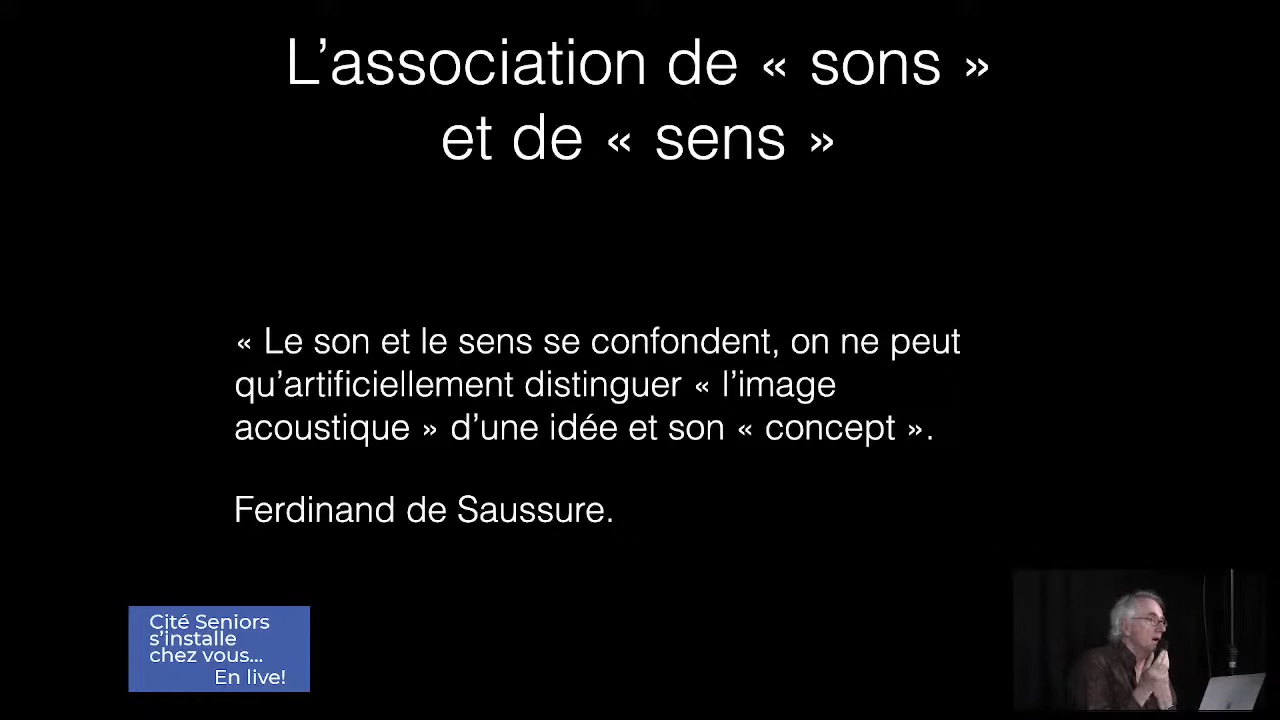 L’association de « sons »
et de « sens »
« Le son et le sens se confondent, on ne peut
qu’artificiellement distinguer « l’image
acoustique » d’une idée et son « concept ».
Ferdinand de Saussure.
Cité Seniors
s’installe
chez vous...
En live!